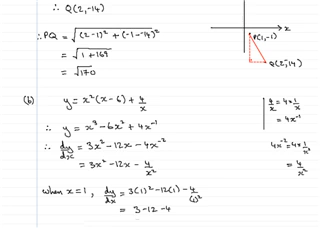 ∴ Q(2,-14)
∴ PQ = √((2-1)² + (-1--14)²)
= √(1 + 169)
= √170
x
P(1,-1)
Q(2,-14)
(b) y = x²(x-6) + 4/x
∴ y = x³ - 6x² + 4x⁻¹
∴ dy/dx = 3x² - 12x - 4x⁻²
= 3x² - 12x - 4/x²
when x=1, dy/dx = 3(1)² - 12(1) - 4/(1)²
= 3 - 12 - 4
4/x = 4 × 1/x
= 4x⁻¹
4x⁻² = 4 × 1/x²
= 4/x²